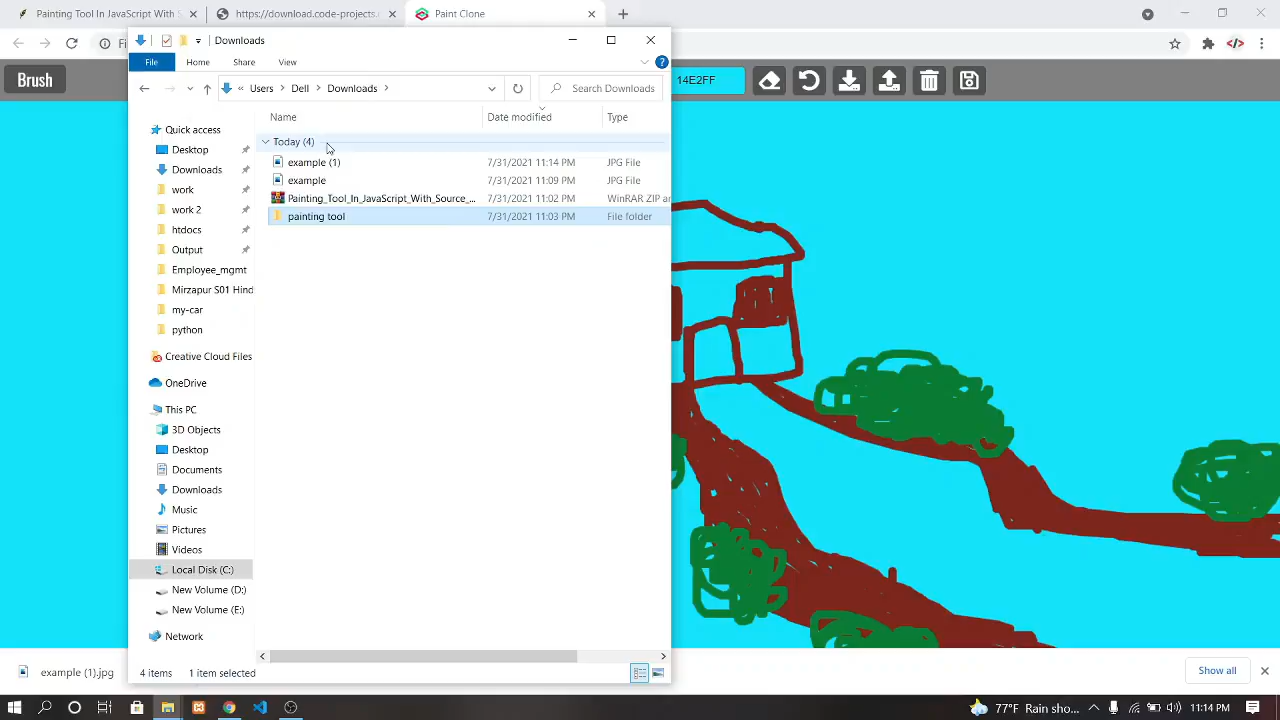 Painting Tool In JavaScript With S
https://download.code-projects.
Paint Clone
Downloads
File
Home
Share
View
Fi
Brush
« Users > Dell > Downloads >
Search Downloads
14E2FF
Name
Date modified
Type
Quick access
Desktop
Downloads
work
work 2
htdocs
Output
Employee_mgmt
Mirzapur S01 Hind
my-car
python
Creative Cloud Files
OneDrive
This PC
3D Objects
Desktop
Documents
Downloads
Music
Pictures
Videos
Local Disk (C:)
New Volume (D:)
New Volume (E:)
Network
Today (4)
example (1) 7/31/2021 11:14 PM JPG File
example 7/31/2021 11:09 PM JPG File
Painting_Tool_In_JavaScript_With_Source_... 7/31/2021 11:02 PM WinRAR ZIP ar
painting tool 7/31/2021 11:03 PM File folder
4 items 1 item selected
example (1).jpg
Show all
77°F Rain sho...
11:14 PM